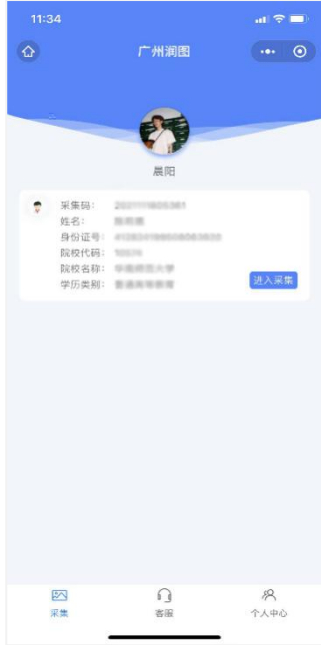 11:34
广州润图
晨阳
采集码：
姓名：
身份证号：
院校代码：
院校名称：
学历类别：
进入采集
采集
客服
个人中心